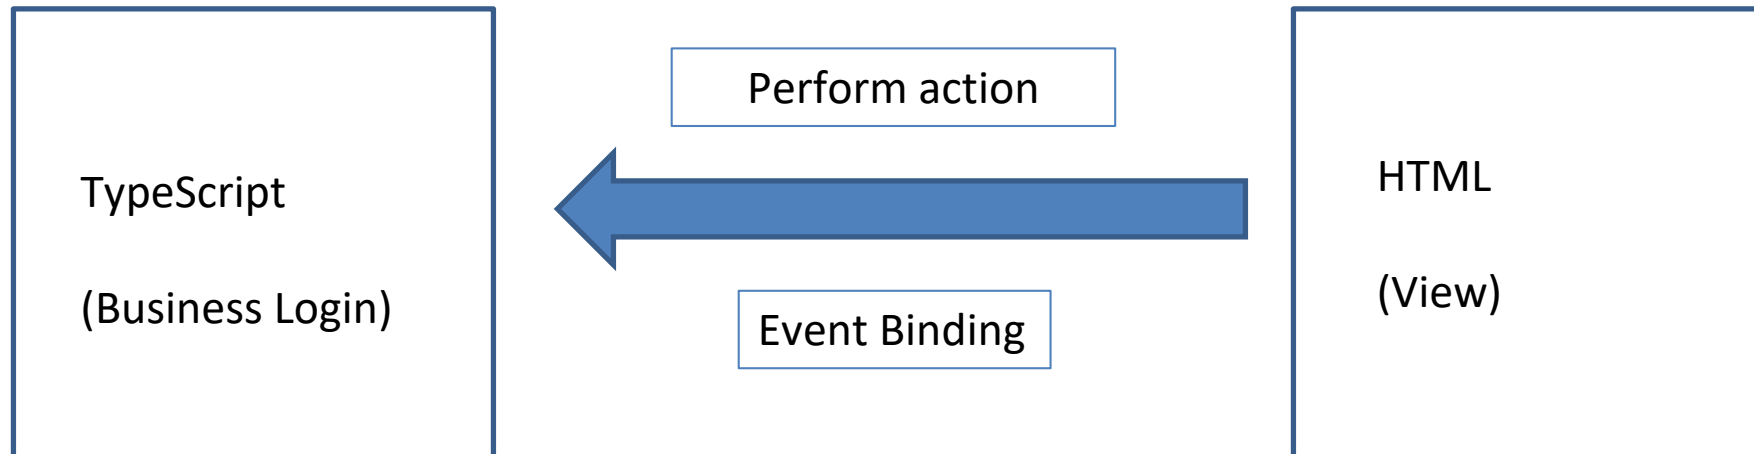 TypeScript
(Business Login)
Perform action
Event Binding
HTML
(View)